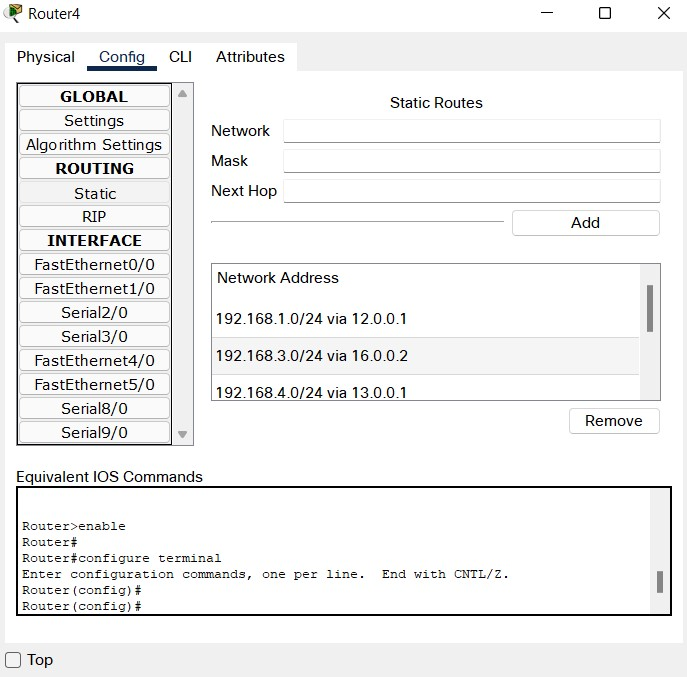 Router4
Physical Config CLI Attributes
GLOBAL
Settings
Algorithm Settings
ROUTING
Static
RIP
INTERFACE
FastEthernet0/0
FastEthernet1/0
Serial2/0
Serial3/0
FastEthernet4/0
FastEthernet5/0
Serial8/0
Serial9/0
Static Routes
Network
Mask
Next Hop
Add
Network Address
192.168.1.0/24 via 12.0.0.1
192.168.3.0/24 via 16.0.0.2
192.168.4.0/24 via 13.0.0.1
Remove
Equivalent IOS Commands
Router>enable
Router#
Router#configure terminal
Enter configuration commands, one per line.  End with CNTL/Z.
Router(config)#
Router(config)#
Top